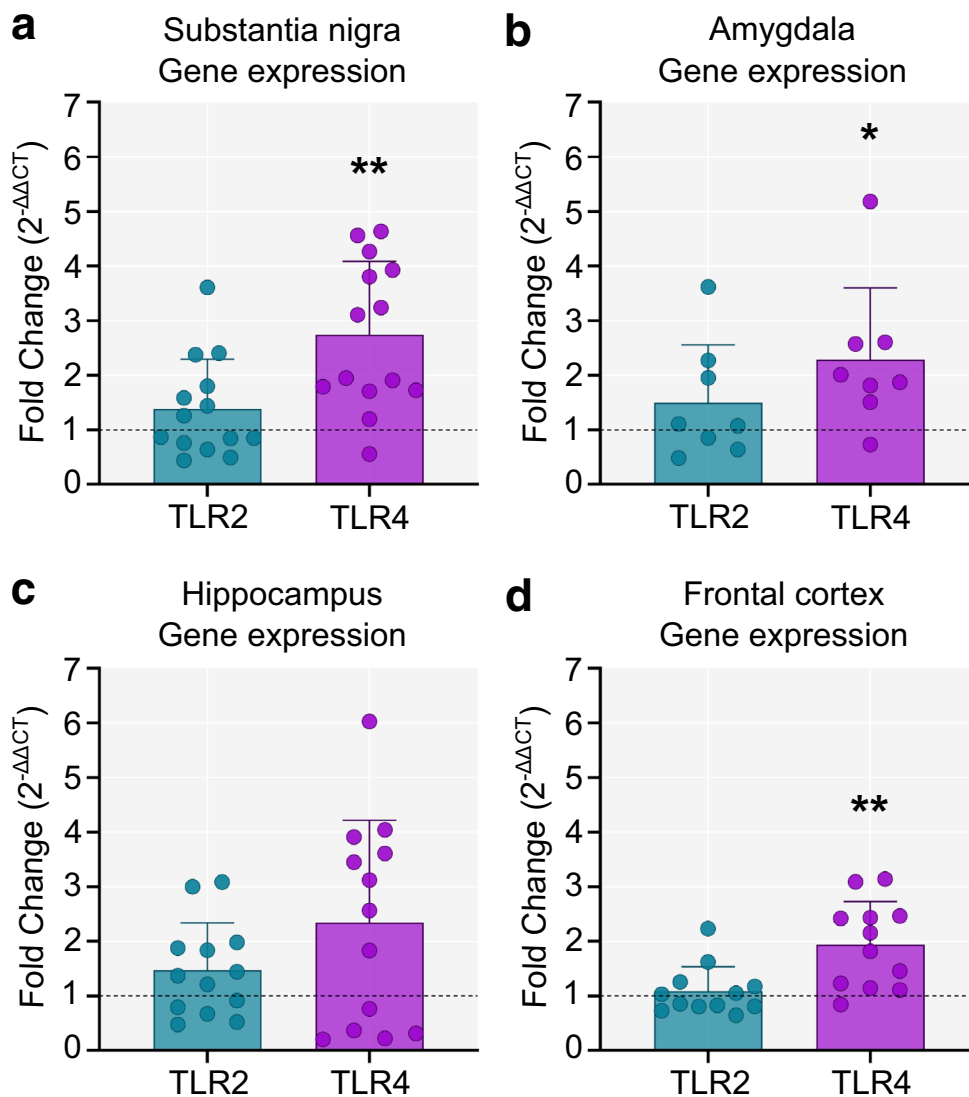 a
Substantia nigra
Gene expression
Fold Change (2-ΔΔCT)
7
6
5
4
3
2
1
0
**
TLR2 TLR4
b
Amygdala
Gene expression
Fold Change (2-ΔΔCT)
7
6
5
4
3
2
1
0
*
TLR2 TLR4
c
Hippocampus
Gene expression
Fold Change (2-ΔΔCT)
7
6
5
4
3
2
1
0
TLR2 TLR4
d
Frontal cortex
Gene expression
Fold Change (2-ΔΔCT)
7
6
5
4
3
2
1
0
**
TLR2 TLR4